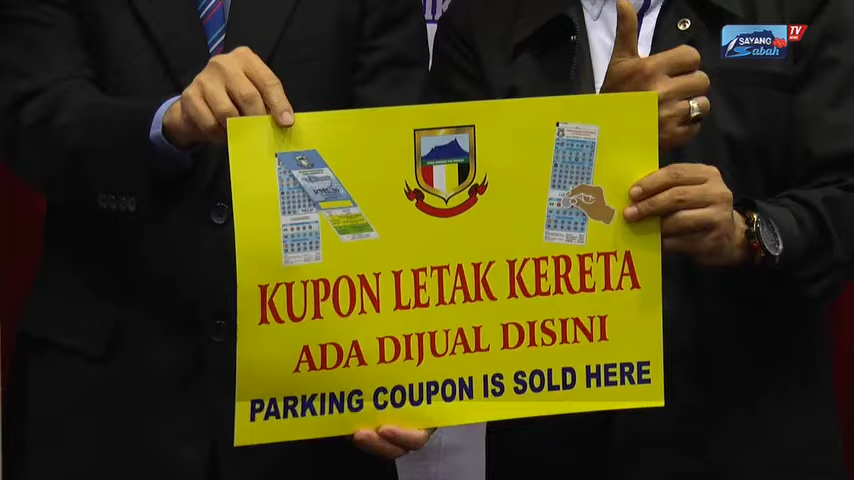 SAYANG
Sabah
TV
KUPON LETAK KERETA
ADA DIJUAL DISINI
PARKING COUPON IS SOLD HERE